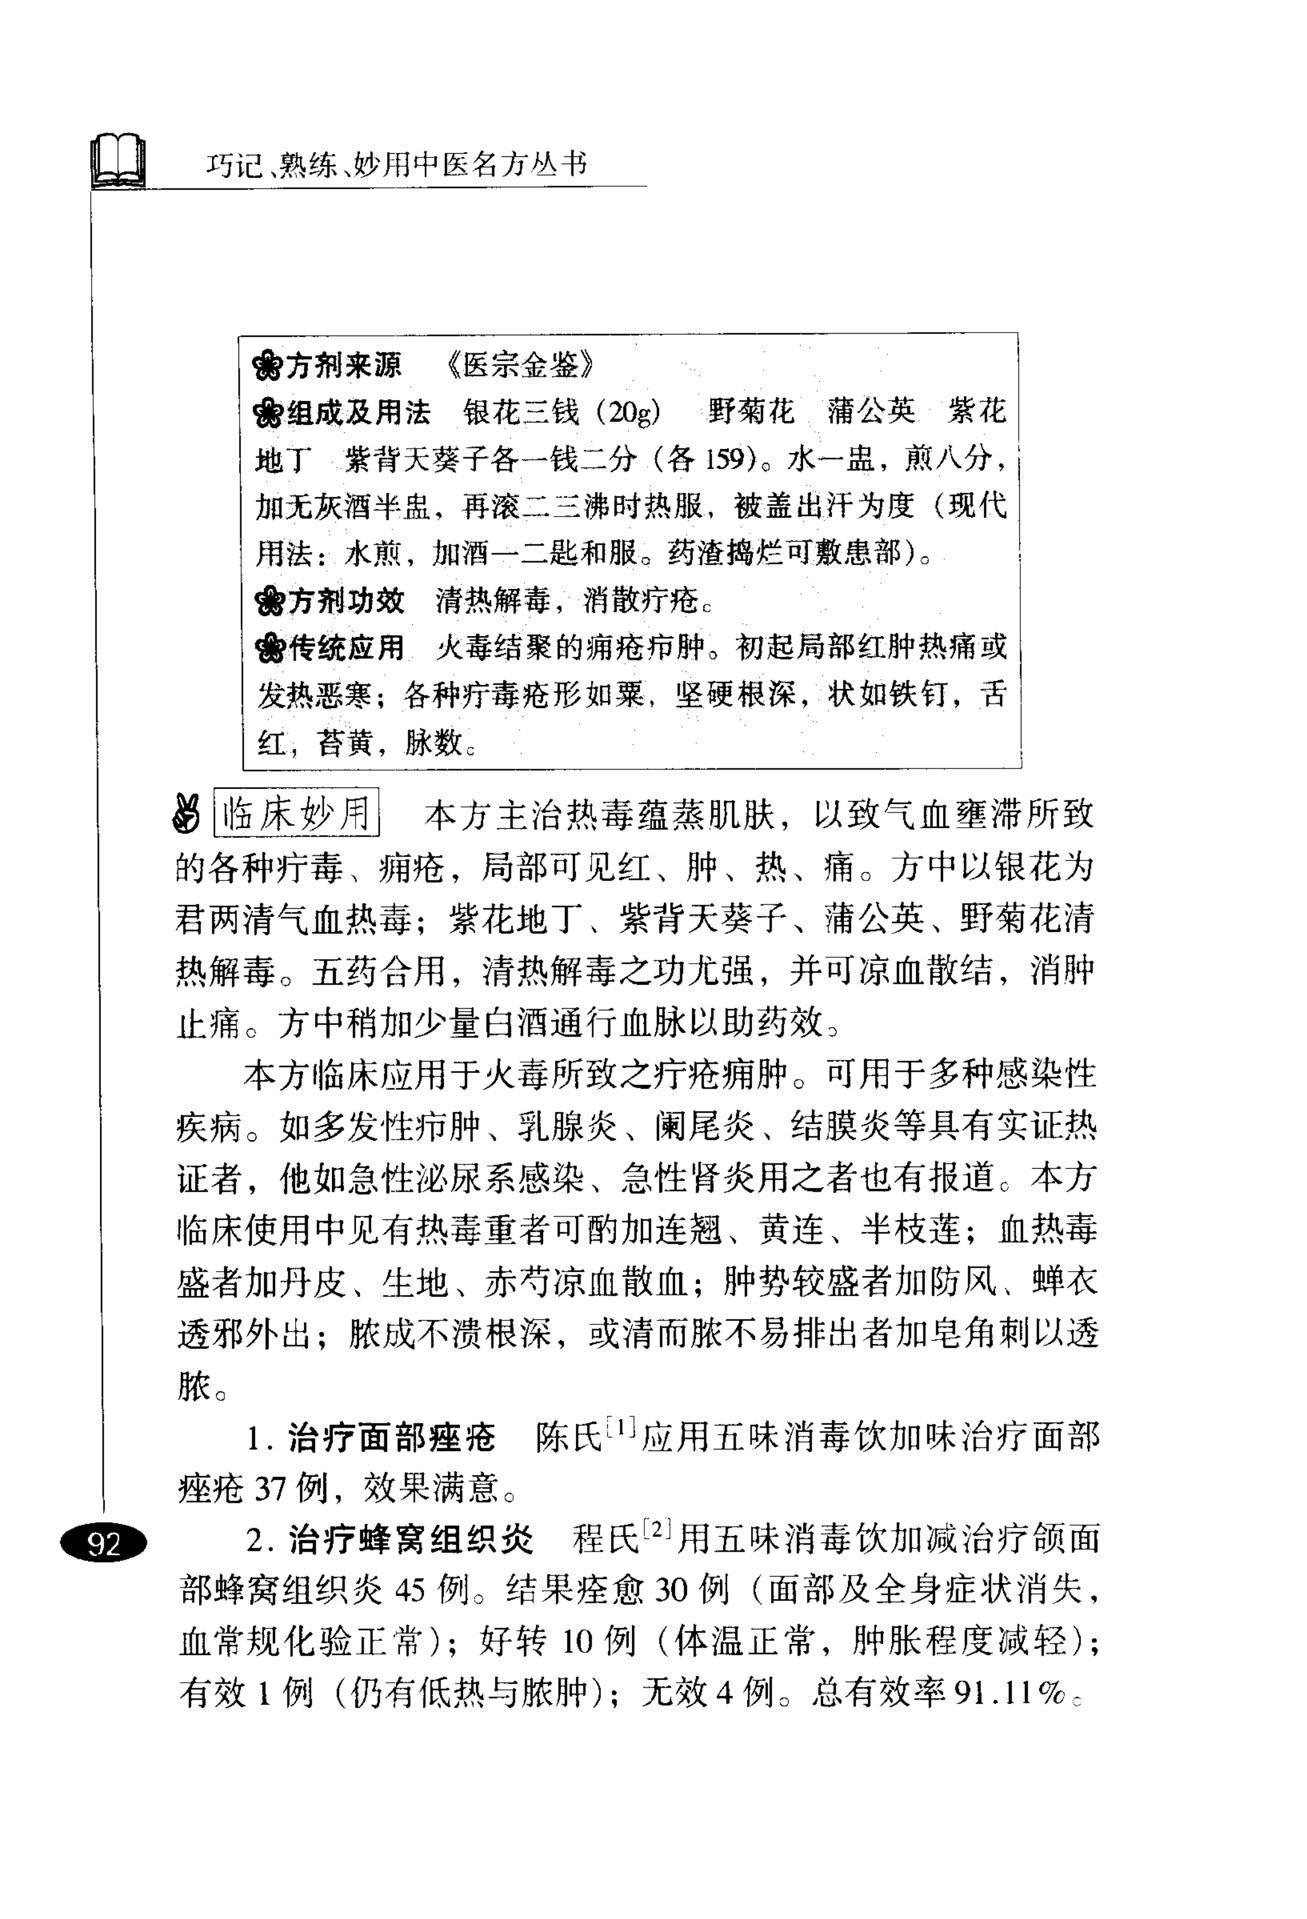 巧记、熟练、妙用中医名方丛书
方剂来源 《医宗金鉴》
组成及用法 银花三钱（20g） 野菊花 蒲公英 紫花
地丁 紫背天葵子各一钱二分（各159）。水一盅，煎八分，
加无灰酒半盅，再滚二三沸时热服，被盖出汗为度（现代
用法：水煎，加酒一二匙和服。药渣捣烂可敷患部）。
方剂功效 清热解毒，消散疔疮。
传统应用 火毒结聚的痈疮疖肿。初起局部红肿热痛或
发热恶寒；各种疔毒疮形如粟，坚硬根深，状如铁钉，舌
红，苔黄，脉数。
临床妙用 本方主治热毒蕴蒸肌肤，以致气血壅滞所致
的各种疔毒、痈疮，局部可见红、肿、热、痛。方中以银花为
君两清气血热毒；紫花地丁、紫背天葵子、蒲公英、野菊花清
热解毒。五药合用，清热解毒之功尤强，并可凉血散结，消肿
止痛。方中稍加少量白酒通行血脉以助药效。
本方临床应用于火毒所致之疔疮痈肿。可用于多种感染性
疾病。如多发性疖肿、乳腺炎、阑尾炎、结膜炎等具有实证热
证者，他如急性泌尿系感染、急性肾炎用之者也有报道。本方
临床使用中见有热毒重者可酌加连翘、黄连、半枝莲；血热毒
盛者加丹皮、生地、赤芍凉血散血；肿势较盛者加防风、蝉衣
透邪外出；脓成不溃根深，或清而脓不易排出者加皂角刺以透
脓。
1. 治疗面部痤疮 陈氏[1]应用五味消毒饮加味治疗面部
痤疮 37 例，效果满意。
2. 治疗蜂窝组织炎 程氏[2]用五味消毒饮加减治疗颌面
部蜂窝组织炎 45 例。结果痊愈 30 例（面部及全身症状消失，
血常规化验正常）；好转 10 例（体温正常，肿胀程度减轻）；
有效 1 例（仍有低热与脓肿）；无效 4 例。总有效率 91.11%。
92